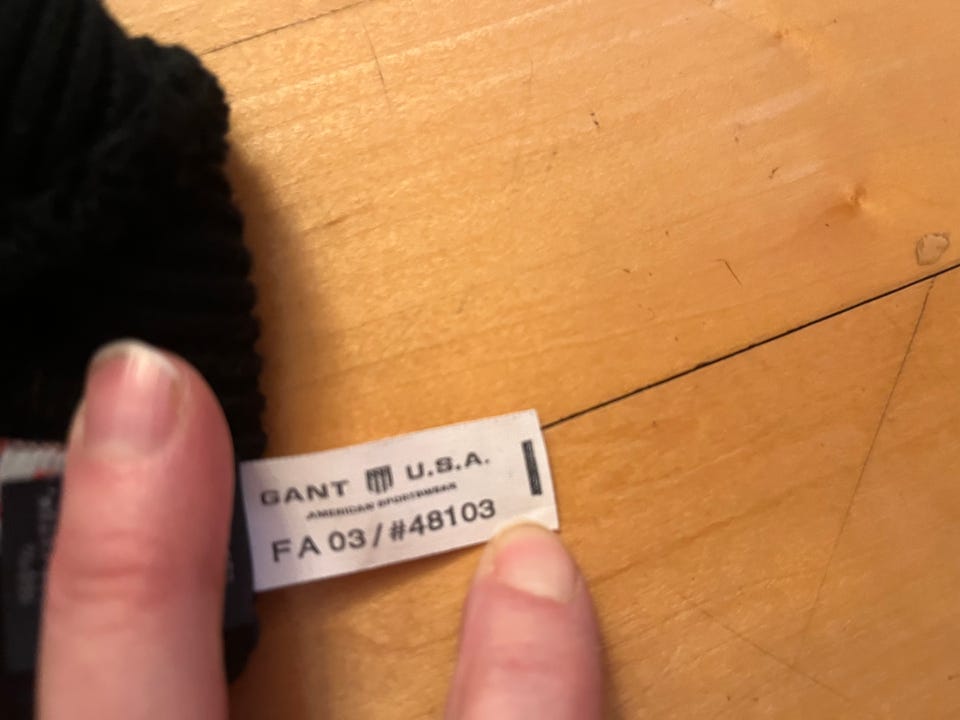 GANT U.S.A.
AMERICAN SPORTSWEAR
FA 03/#48103